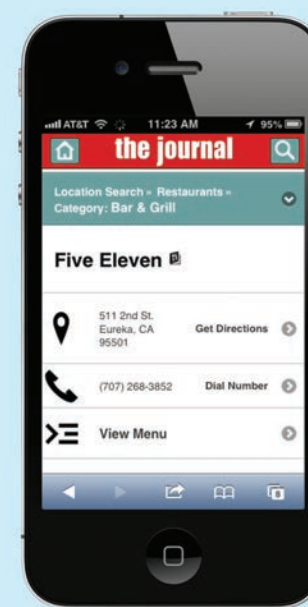 AT&T 11:23 AM 95%
the journal
Location Search » Restaurants »
Category: Bar & Grill
Five Eleven
511 2nd St.
Eureka, CA
95501
Get Directions
(707) 268-3852 Dial Number
View Menu